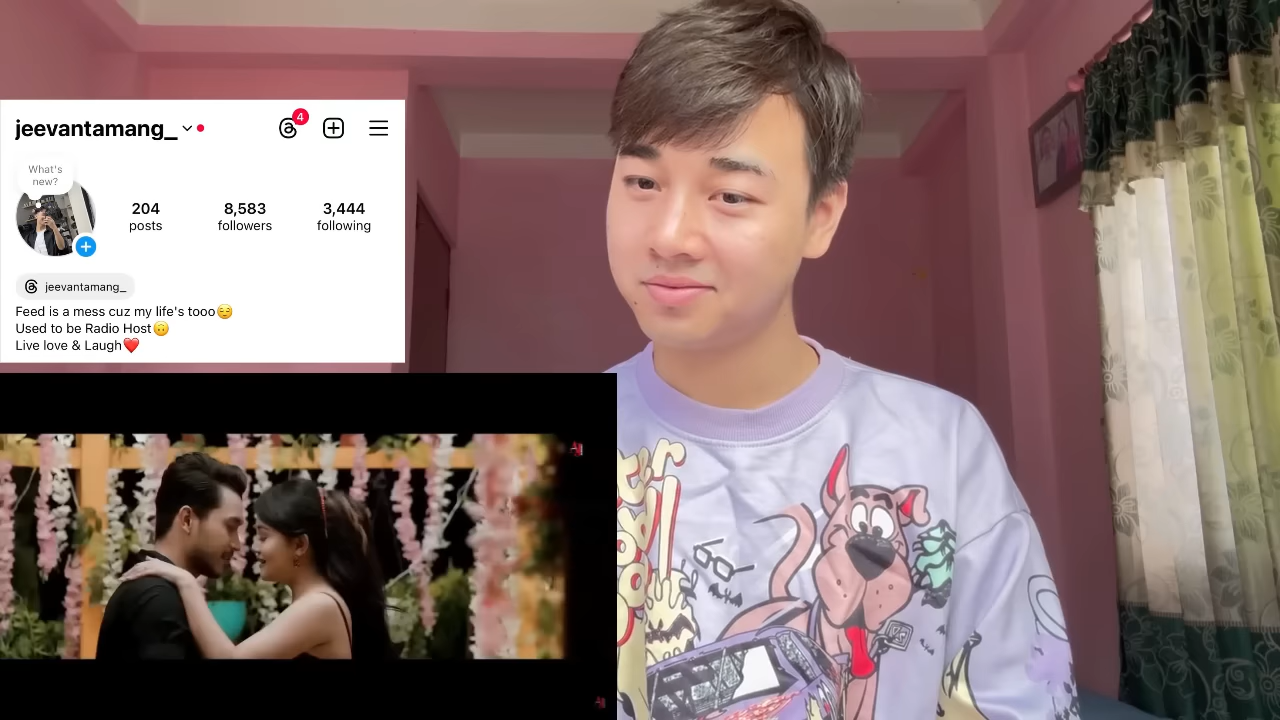 jeevantamang_
4
What's
new?
204
posts
8,583
followers
3,444
following
jeevantamang_
Feed is a mess cuz my life's tooo😊
Used to be Radio Host🙃
Live love & Laugh❤️